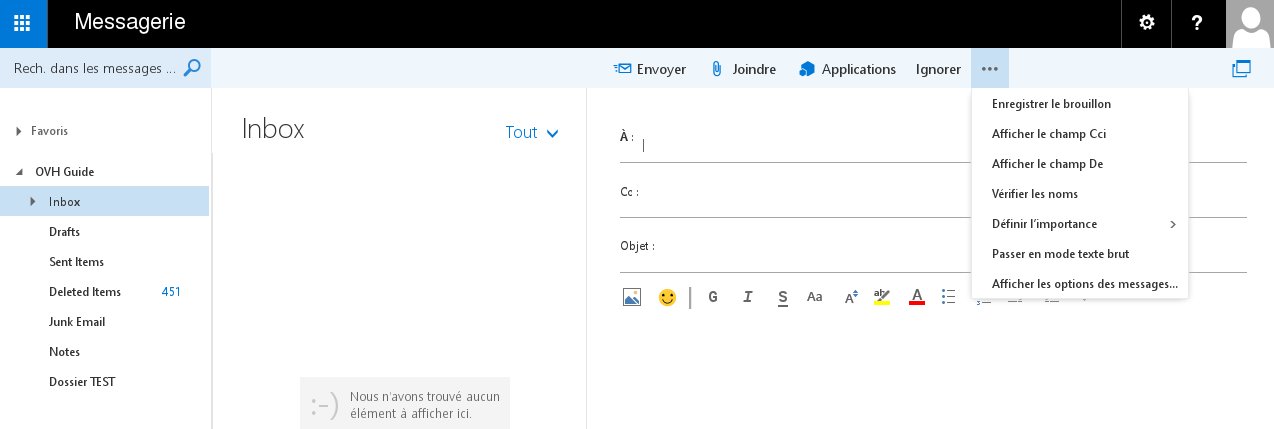 Messagerie
?
Rech. dans les messages ...
Envoyer
Joindre
Applications
Ignorer
Favoris
OVH Guide
Inbox
Drafts
Sent Items
Deleted Items 451
Junk Email
Notes
Dossier TEST
Inbox
Tout
Nous n'avons trouvé aucun
élément à afficher ici.
:-)
À :
Cc :
Objet :
G I S Aa A ab A
Enregistrer le brouillon
Afficher le champ Cci
Afficher le champ De
Vérifier les noms
Définir l'importance
Passer en mode texte brut
Afficher les options des messages...